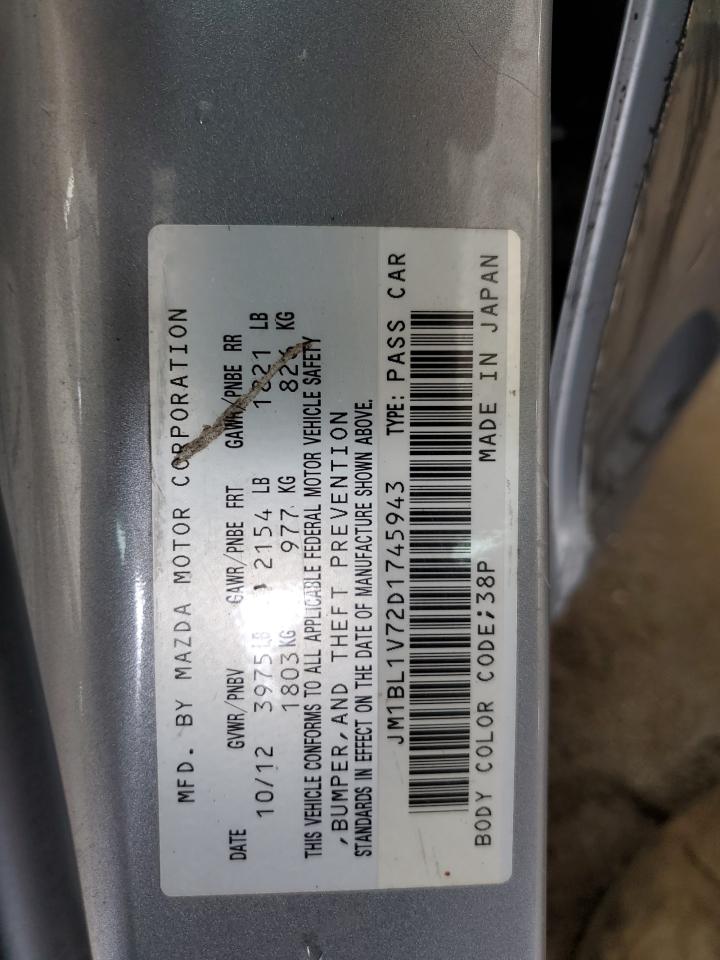 MFD. BY MAZDA MOTOR CORPORATION
DATE GVWR/PNBV GAWR/PNBE FRT GAWR/PNBE RR
10/12 3975LB 2154 LB 1821 LB
1803KG 977 KG 826 KG
THIS VEHICLE CONFORMS TO ALL APPLICABLE FEDERAL MOTOR VEHICLE SAFETY
,BUMPER,AND THEFT PREVENTION
STANDARDS IN EFFECT ON THE DATE OF MANUFACTURE SHOWN ABOVE.
JM1BL1V72D1745943 TYPE: PASS CAR
BODY COLOR CODE;38P MADE IN JAPAN